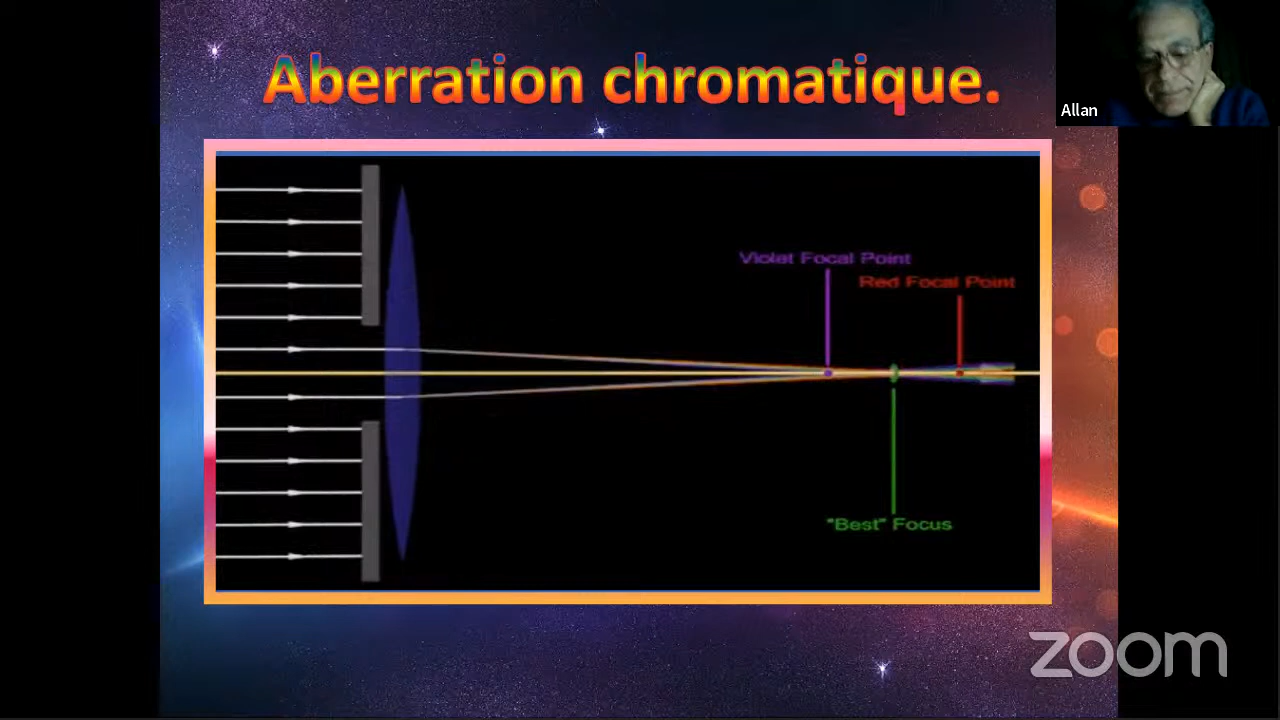 Aberration chromatique.
Allan
Violet Focal Point
Red Focal Point
"Best" Focus
zoom